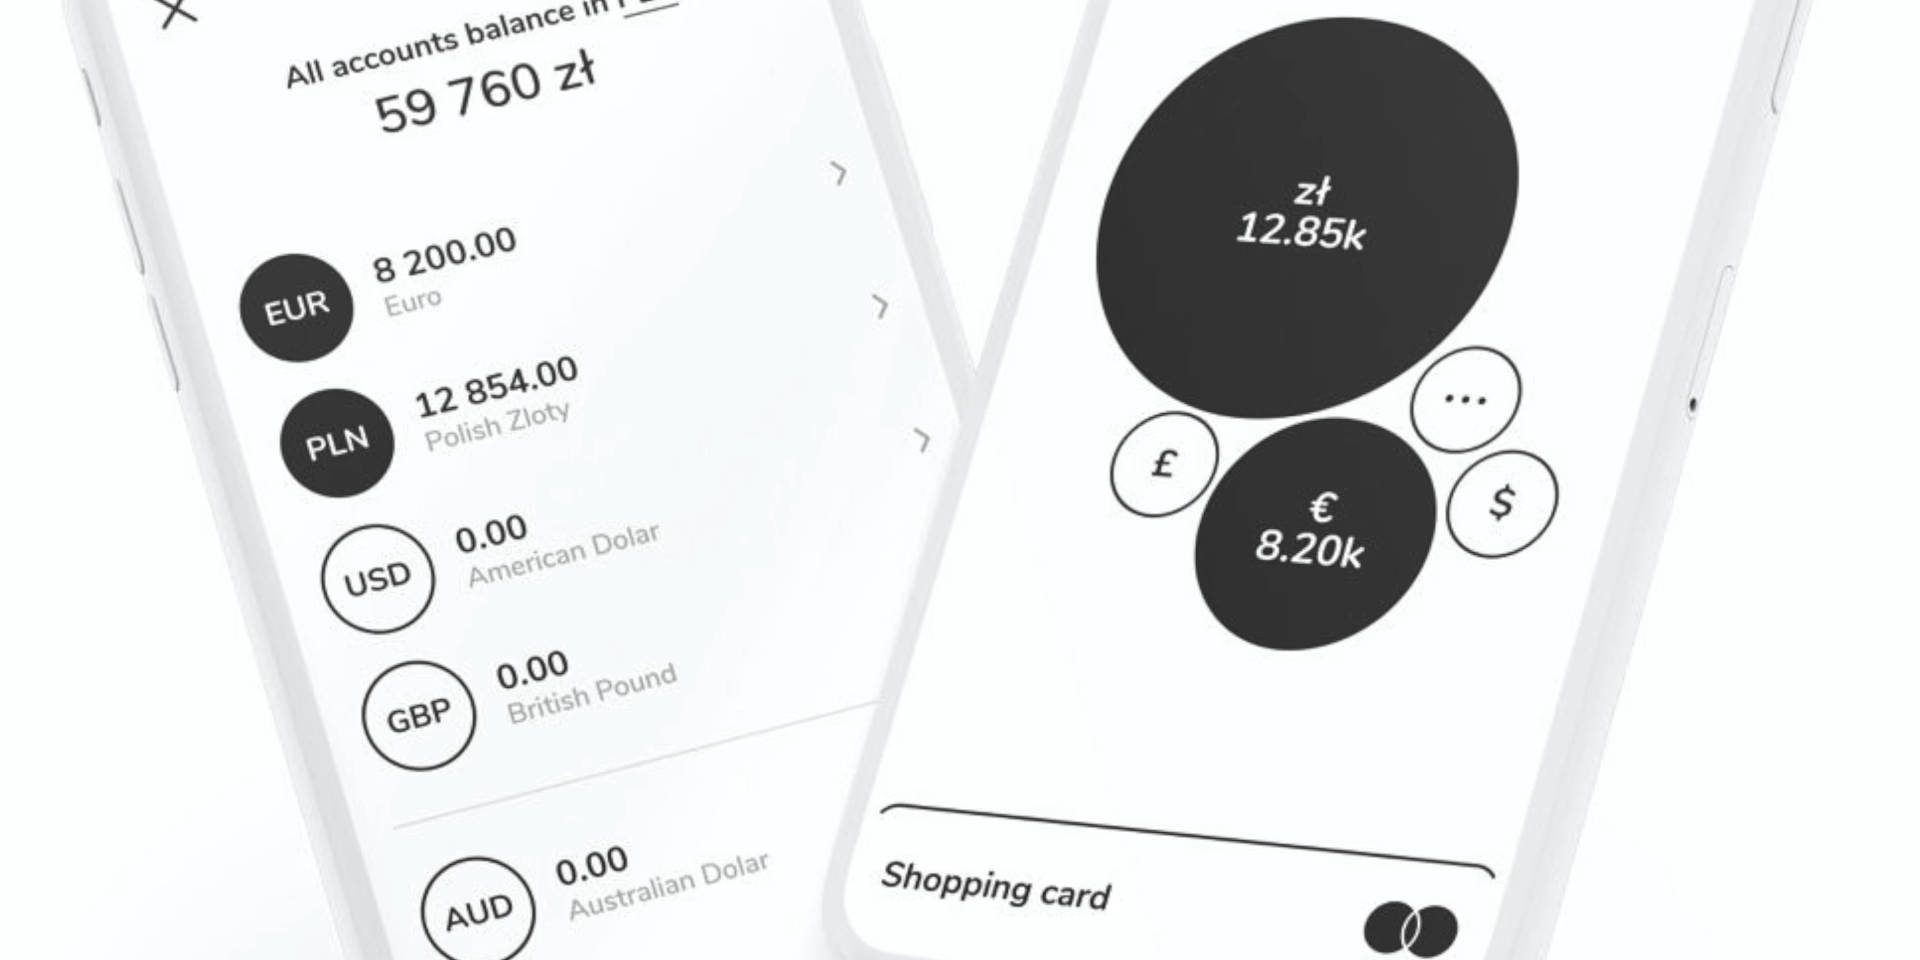 All accounts balance in
59 760 zł
EUR
8 200.00
Euro
PLN
12 854.00
Polish Zloty
USD
0.00
American Dolar
GBP
0.00
British Pound
AUD
0.00
Australian Dolar
zł
12.85k
...
£
€
8.20k
$
Shopping card